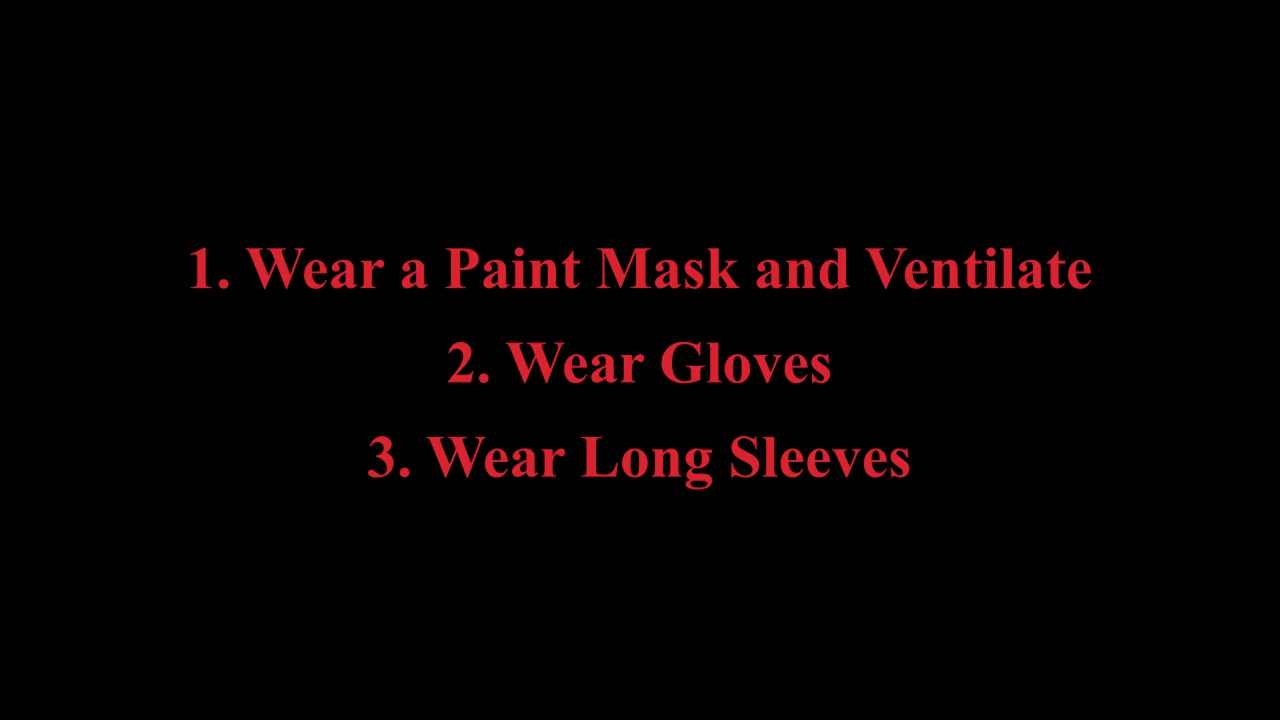 1. Wear a Paint Mask and Ventilate
2. Wear Gloves
3. Wear Long Sleeves